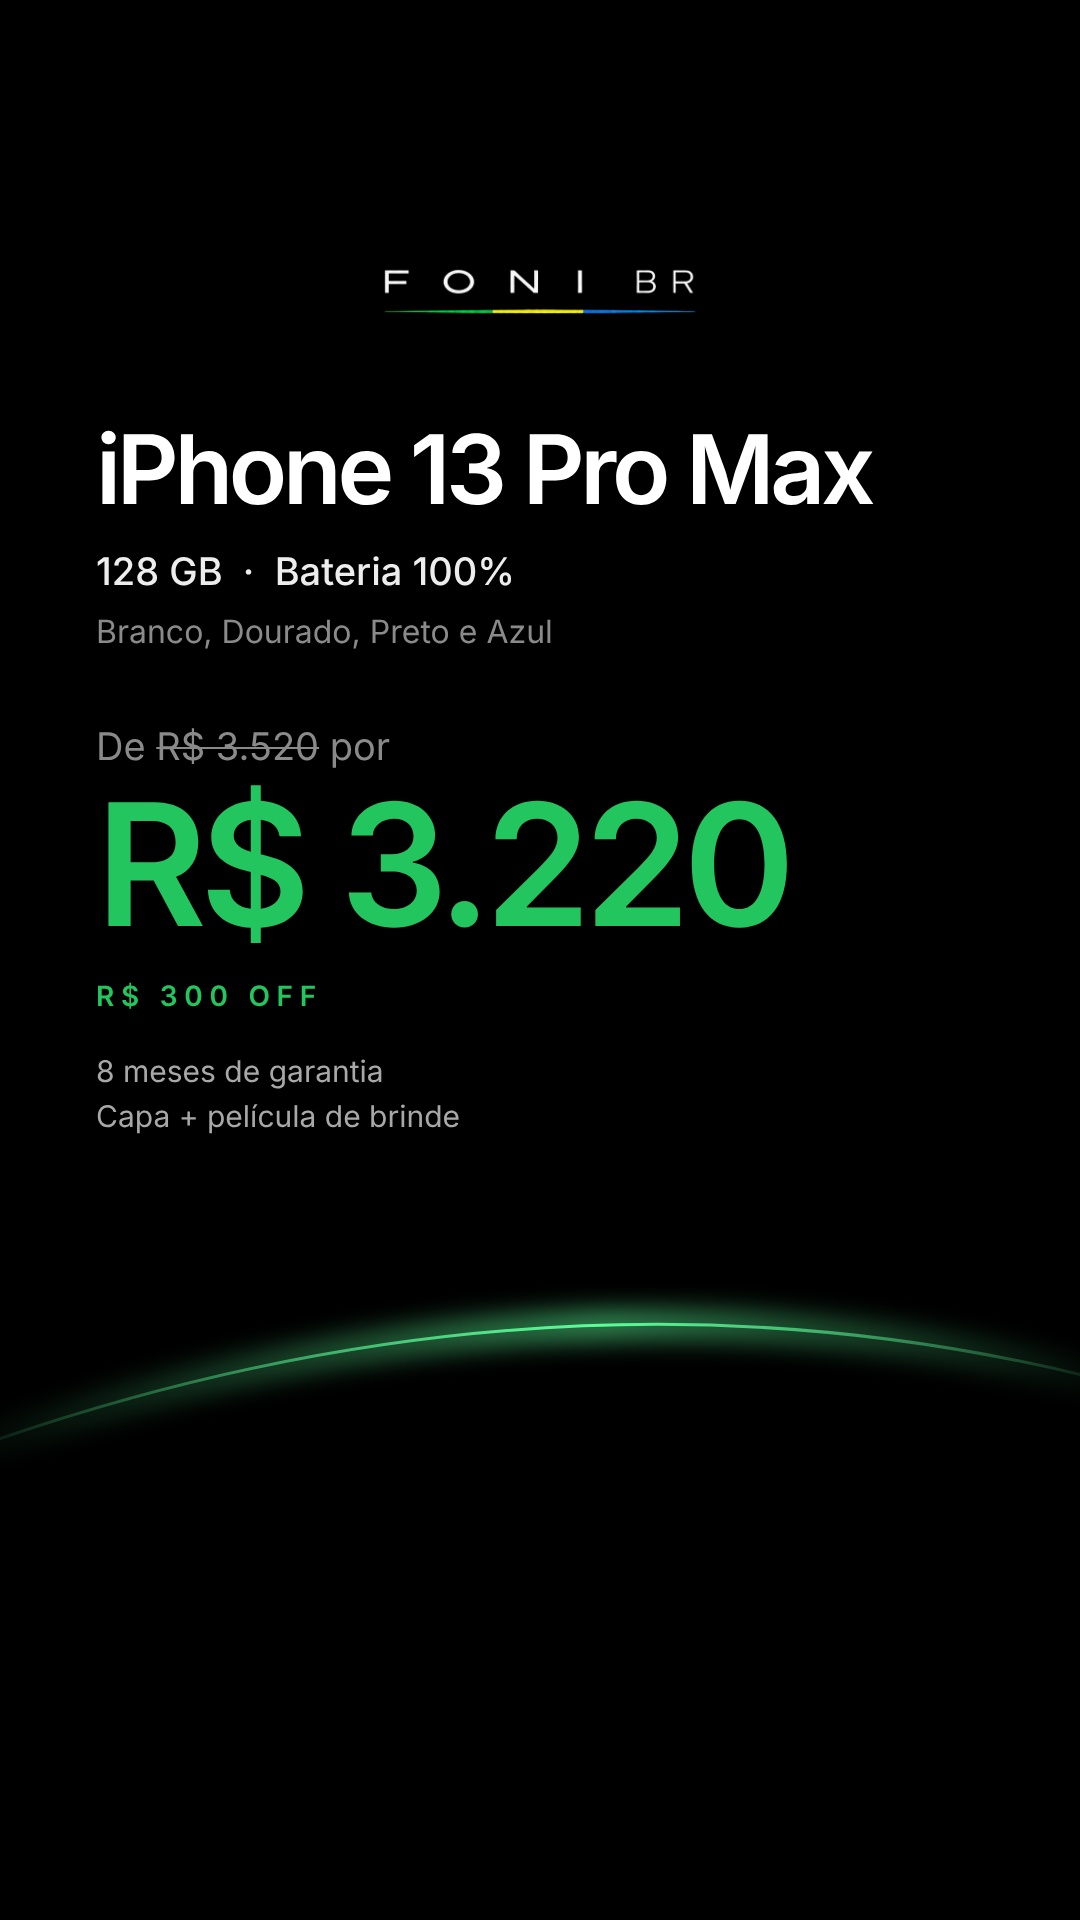 FONI BR
iPhone 13 Pro Max
128 GB · Bateria 100%
Branco, Dourado, Preto e Azul
De R$ 3.520 por
R$ 3.220
R$ 300 OFF
8 meses de garantia
Capa + película de brinde